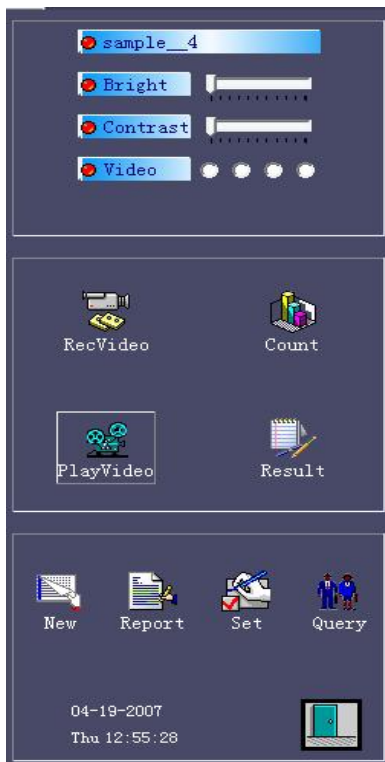 sample__4
Bright
Contrast
Video
RecVideo Count
PlayVideo Result
New Report Set Query
04-19-2007
Thu 12:55:28